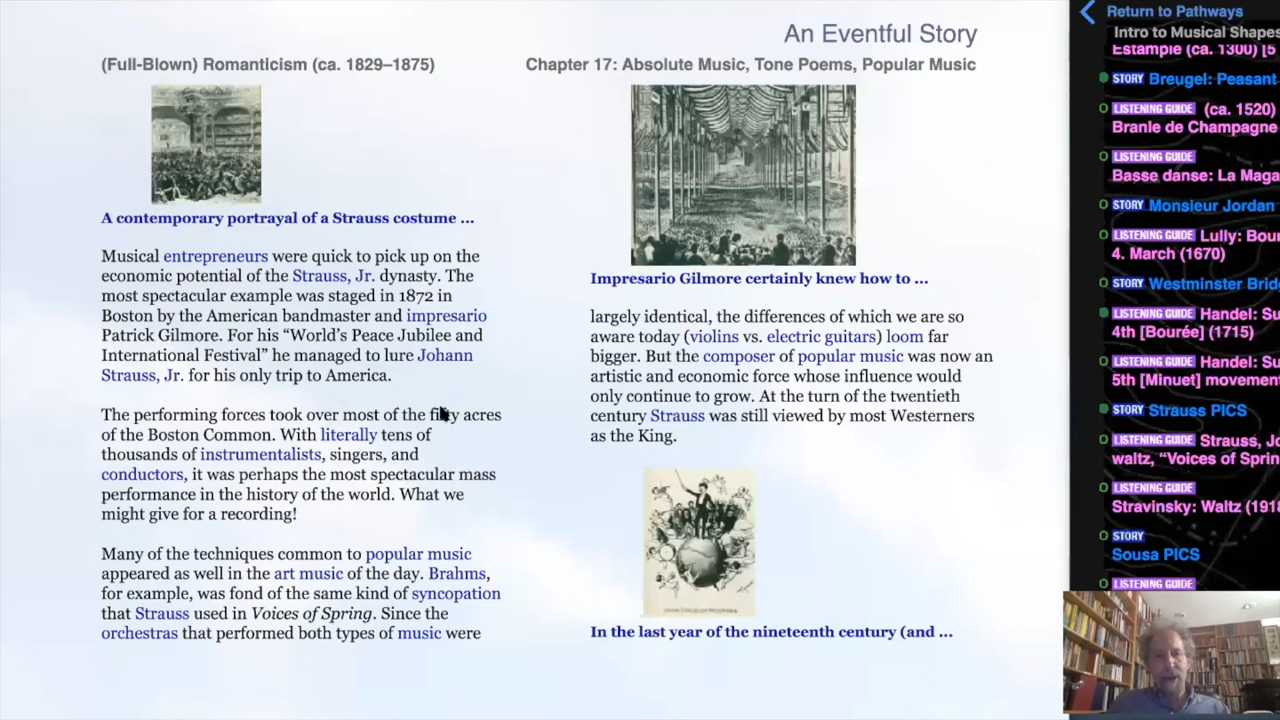 An Eventful Story
(Full-Blown) Romanticism (ca. 1829–1875)
Chapter 17: Absolute Music, Tone Poems, Popular Music
A contemporary portrayal of a Strauss costume ...
Musical entrepreneurs were quick to pick up on the
economic potential of the Strauss, Jr. dynasty. The
most spectacular example was staged in 1872 in
Boston by the American bandmaster and impresario
Patrick Gilmore. For his “World’s Peace Jubilee and
International Festival” he managed to lure Johann
Strauss, Jr. for his only trip to America.
The performing forces took over most of the fifty acres
of the Boston Common. With literally tens of
thousands of instrumentalists, singers, and
conductors, it was perhaps the most spectacular mass
performance in the history of the world. What we
might give for a recording!
Many of the techniques common to popular music
appeared as well in the art music of the day. Brahms,
for example, was fond of the same kind of syncopation
that Strauss used in Voices of Spring. Since the
orchestras that performed both types of music were
Impresario Gilmore certainly knew how to ...
largely identical, the differences of which we are so
aware today (violins vs. electric guitars) loom far
bigger. But the composer of popular music was now an
artistic and economic force whose influence would
only continue to grow. At the turn of the twentieth
century Strauss was still viewed by most Westerners
as the King.
In the last year of the nineteenth century (and ...
Return to Pathways
Intro to Musical Shapes
Estampie (ca. 1300) [5
STORY Breugel: Peasant
LISTENING GUIDE (ca. 1520)
Branle de Champagne
LISTENING GUIDE
Basse danse: La Maga
STORY Monsieur Jordan
LISTENING GUIDE Lully: Bou
4. March (1670)
STORY Westminster Brid
LISTENING GUIDE Handel: Su
4th [Bourée] (1715)
LISTENING GUIDE Handel: Su
5th [Minuet] movemen
STORY Strauss PICS
LISTENING GUIDE Strauss, Jo
waltz, “Voices of Sprin
LISTENING GUIDE
Stravinsky: Waltz (1918
STORY
Sousa PICS
LISTENING GUIDE